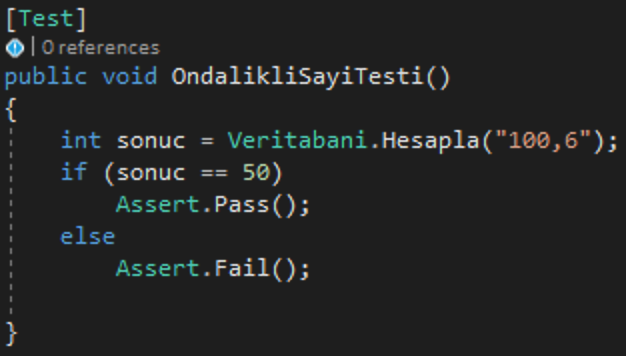 [Test]
| 0 references
public void OndalikliSayiTesti()
{
int sonuc = Veritabani.Hesapla("100,6");
if (sonuc == 50)
Assert.Pass();
else
Assert.Fail();
}